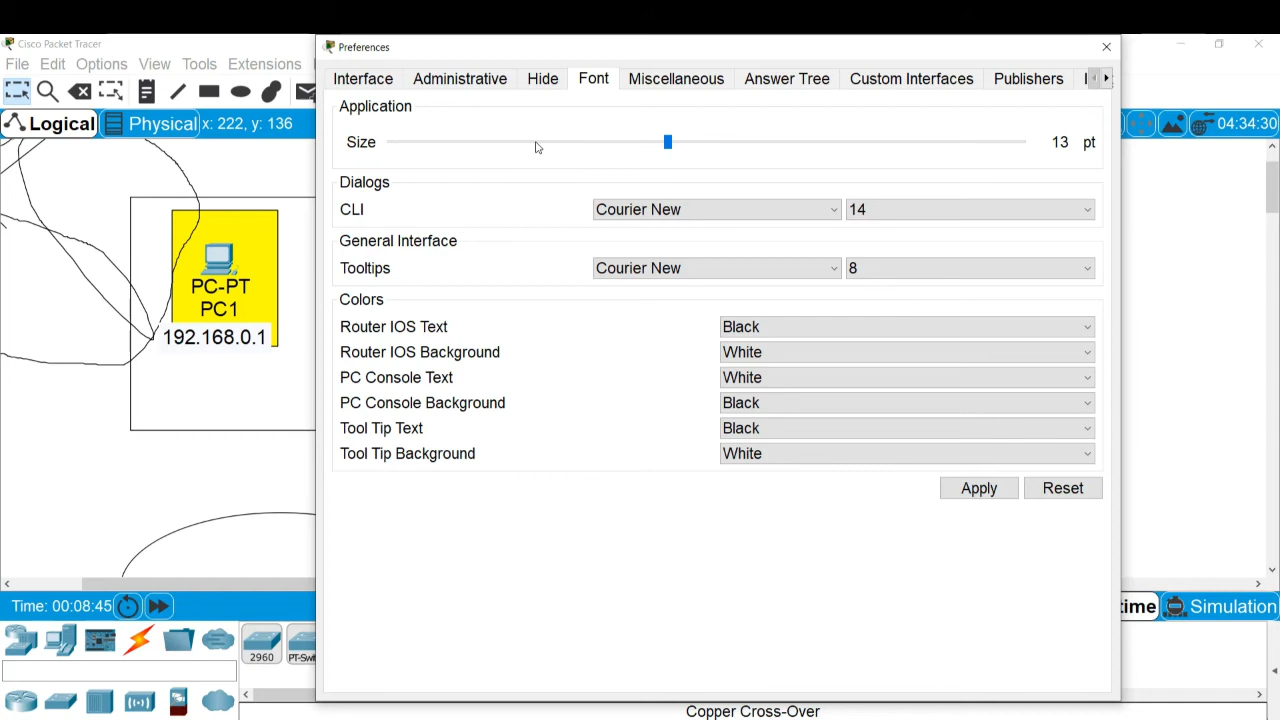 Cisco Packet Tracer
Preferences
File Edit Options View Tools Extensions
Interface Administrative Hide Font Miscellaneous Answer Tree Custom Interfaces Publishers
Application
Logical Physical x: 222, y: 136
04:34:30
Size 13 pt
Dialogs
CLI Courier New 14
General Interface
Tooltips Courier New 8
PC-PT
PC1
192.168.0.1
Colors
Router IOS Text Black
Router IOS Background White
PC Console Text White
PC Console Background Black
Tool Tip Text Black
Tool Tip Background White
Apply Reset
Time: 00:08:45
time Simulation
2960 PT-Swit
Copper Cross-Over